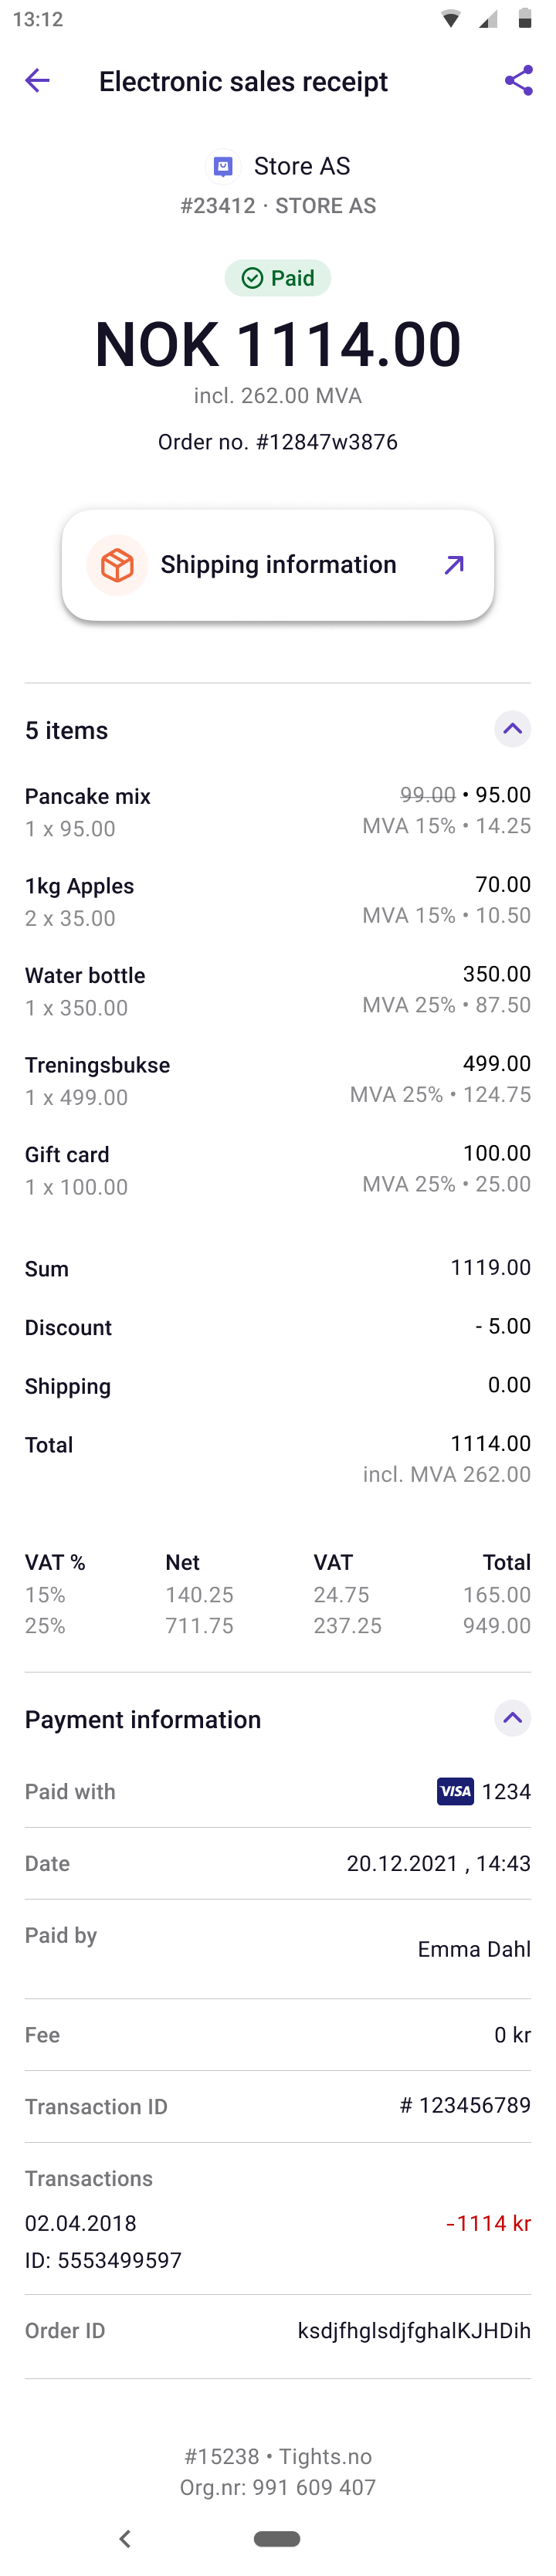 13:12
Electronic sales receipt
Store AS
#23412 · STORE AS
Paid
NOK 1114.00
incl. 262.00 MVA
Order no. #12847w3876
Shipping information
5 items
Pancake mix 99.00 • 95.00
1 x 95.00 MVA 15% • 14.25
1kg Apples 70.00
2 x 35.00 MVA 15% • 10.50
Water bottle 350.00
1 x 350.00 MVA 25% • 87.50
Treningsbukse 499.00
1 x 499.00 MVA 25% • 124.75
Gift card 100.00
1 x 100.00 MVA 25% • 25.00
Sum 1119.00
Discount - 5.00
Shipping 0.00
Total 1114.00
incl. MVA 262.00
VAT % Net VAT Total
15% 140.25 24.75 165.00
25% 711.75 237.25 949.00
Payment information
Paid with VISA 1234
Date 20.12.2021 , 14:43
Paid by Emma Dahl
Fee 0 kr
Transaction ID # 123456789
Transactions
02.04.2018 -1114 kr
ID: 5553499597
Order ID ksdjfhglsdjfghalKJHDih
#15238 • Tights.no
Org.nr: 991 609 407